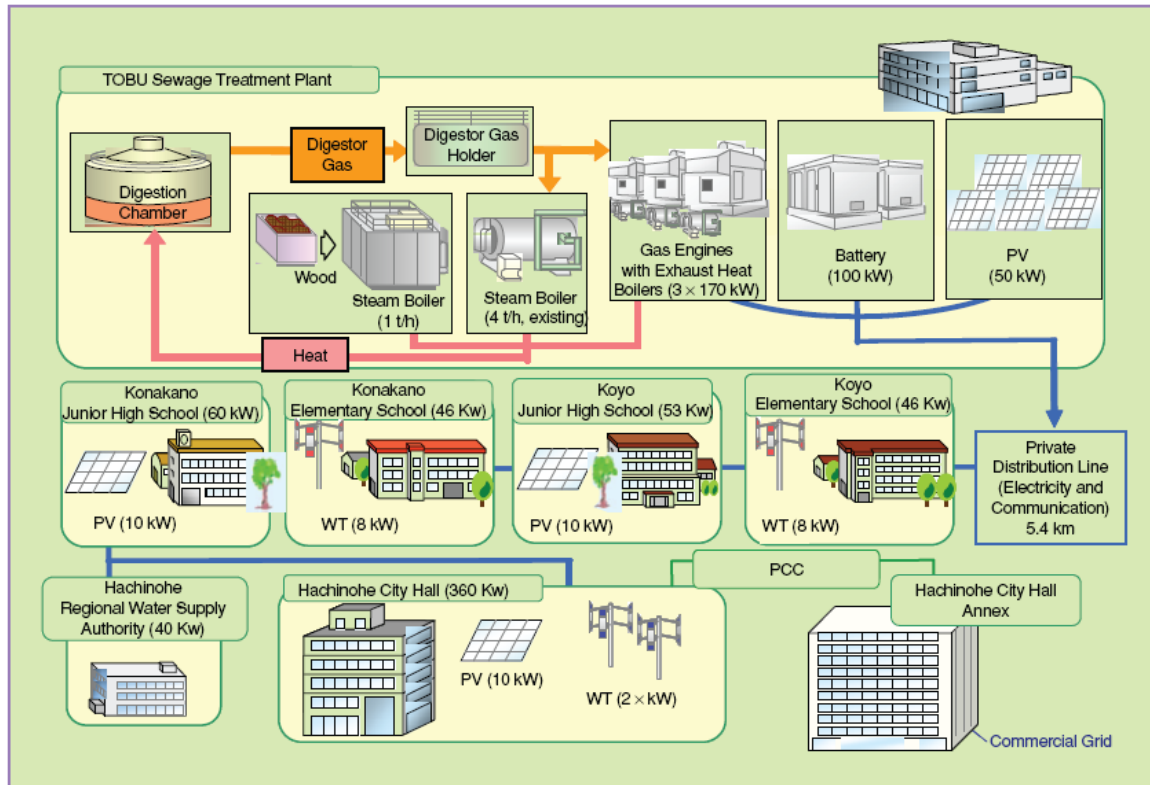 TOBU Sewage Treatment Plant
Digestion
Chamber
Digestor
Gas
Digestor Gas
Holder
Wood
Steam Boiler
(1 t/h)
Steam Boiler
(4 t/h, existing)
Gas Engines
with Exhaust Heat
Boilers (3 × 170 kW)
Battery
(100 kW)
PV
(50 kW)
Heat
Konakano
Junior High School (60 kW)
PV (10 kW)
Konakano
Elementary School (46 Kw)
WT (8 kW)
Koyo
Junior High School (53 Kw)
PV (10 kW)
Koyo
Elementary School (46 Kw)
WT (8 kW)
Private
Distribution Line
(Electricity and
Communication)
5.4 km
Hachinohe
Regional Water Supply
Authority (40 Kw)
Hachinohe City Hall (360 Kw)
PV (10 kW)
WT (2 × kW)
PCC
Hachinohe City Hall
Annex
Commercial Grid